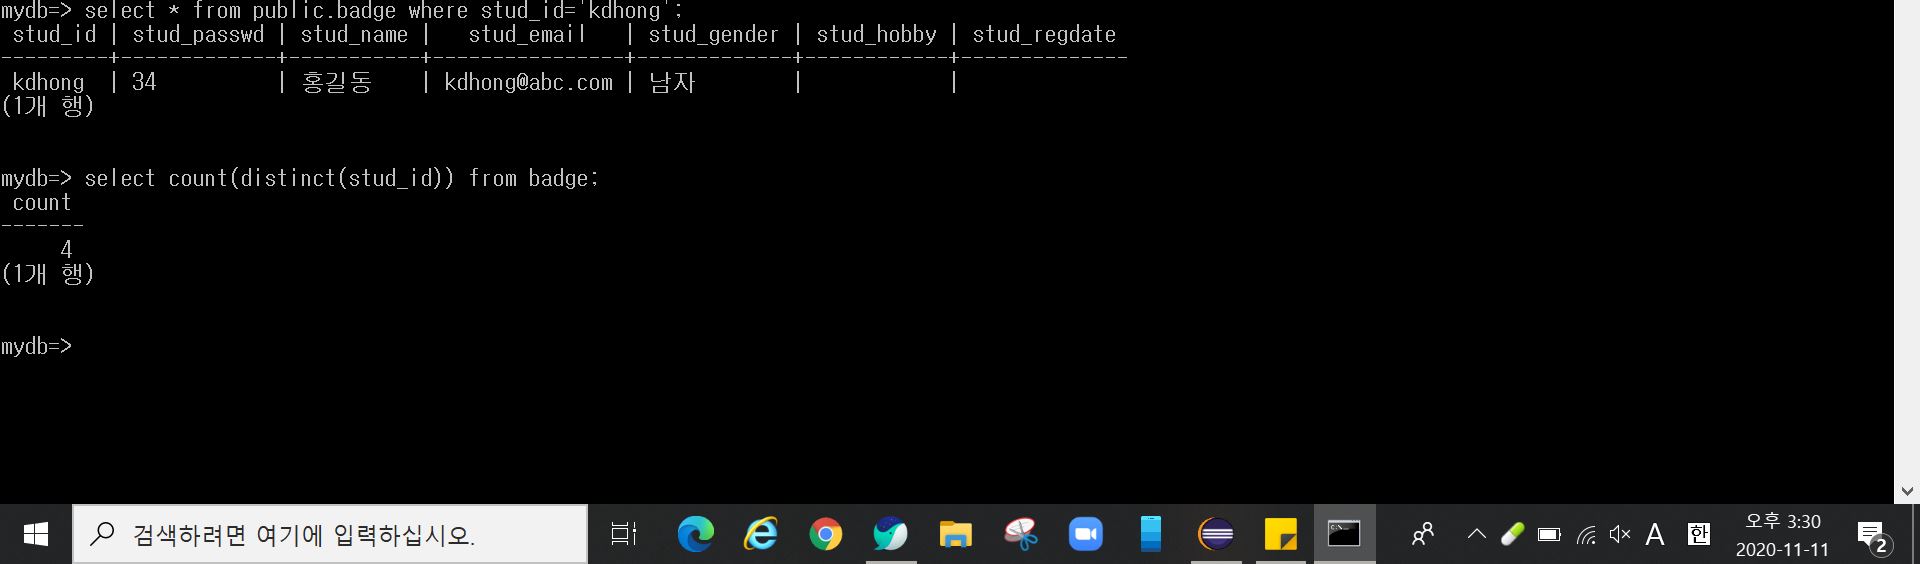 mydb=> select * from public.badge where stud_id='kdhong';
 stud_id | stud_passwd | stud_name |   stud_email   | stud_gender | stud_hobby | stud_regdate
---------+-------------+-----------+----------------+-------------+------------+--------------
 kdhong  | 34          | 홍길동    | kdhong@abc.com | 남자        |            |
(1개 행)
mydb=> select count(distinct(stud_id)) from badge;
 count
-------
     4
(1개 행)
mydb=>
검색하려면 여기에 입력하십시오.
A 한
오후 3:30
2020-11-11
2